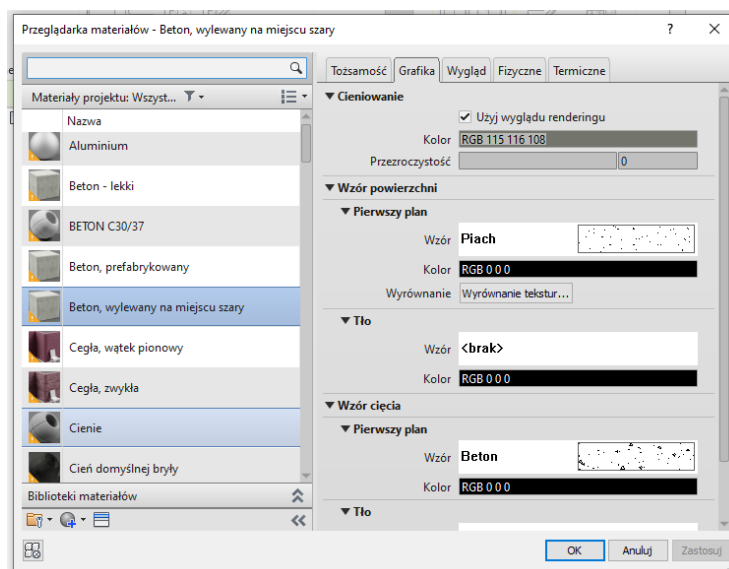 Przeglądarka materiałów - Beton, wylewany na miejscu szary
?
Materiały projektu: Wszyst...
Nazwa
Aluminium
Beton - lekki
BETON C30/37
Beton, prefabrykowany
Beton, wylewany na miejscu szary
Cegła, wątek pionowy
Cegła, zwykła
Cienie
Cień domyślnej bryły
Biblioteki materiałów
Tożsamość Grafika Wygląd Fizyczne Termiczne
Cieniowanie
Użyj wyglądu renderingu
Kolor RGB 115 116 108
Przezroczystość 0
Wzór powierzchni
Pierwszy plan
Wzór Piach
Kolor RGB 0 0 0
Wyrównanie Wyrównanie tekstur...
Tło
Wzór <brak>
Kolor RGB 0 0 0
Wzór cięcia
Pierwszy plan
Wzór Beton
Kolor RGB 0 0 0
Tło
OK Anuluj Zastosuj